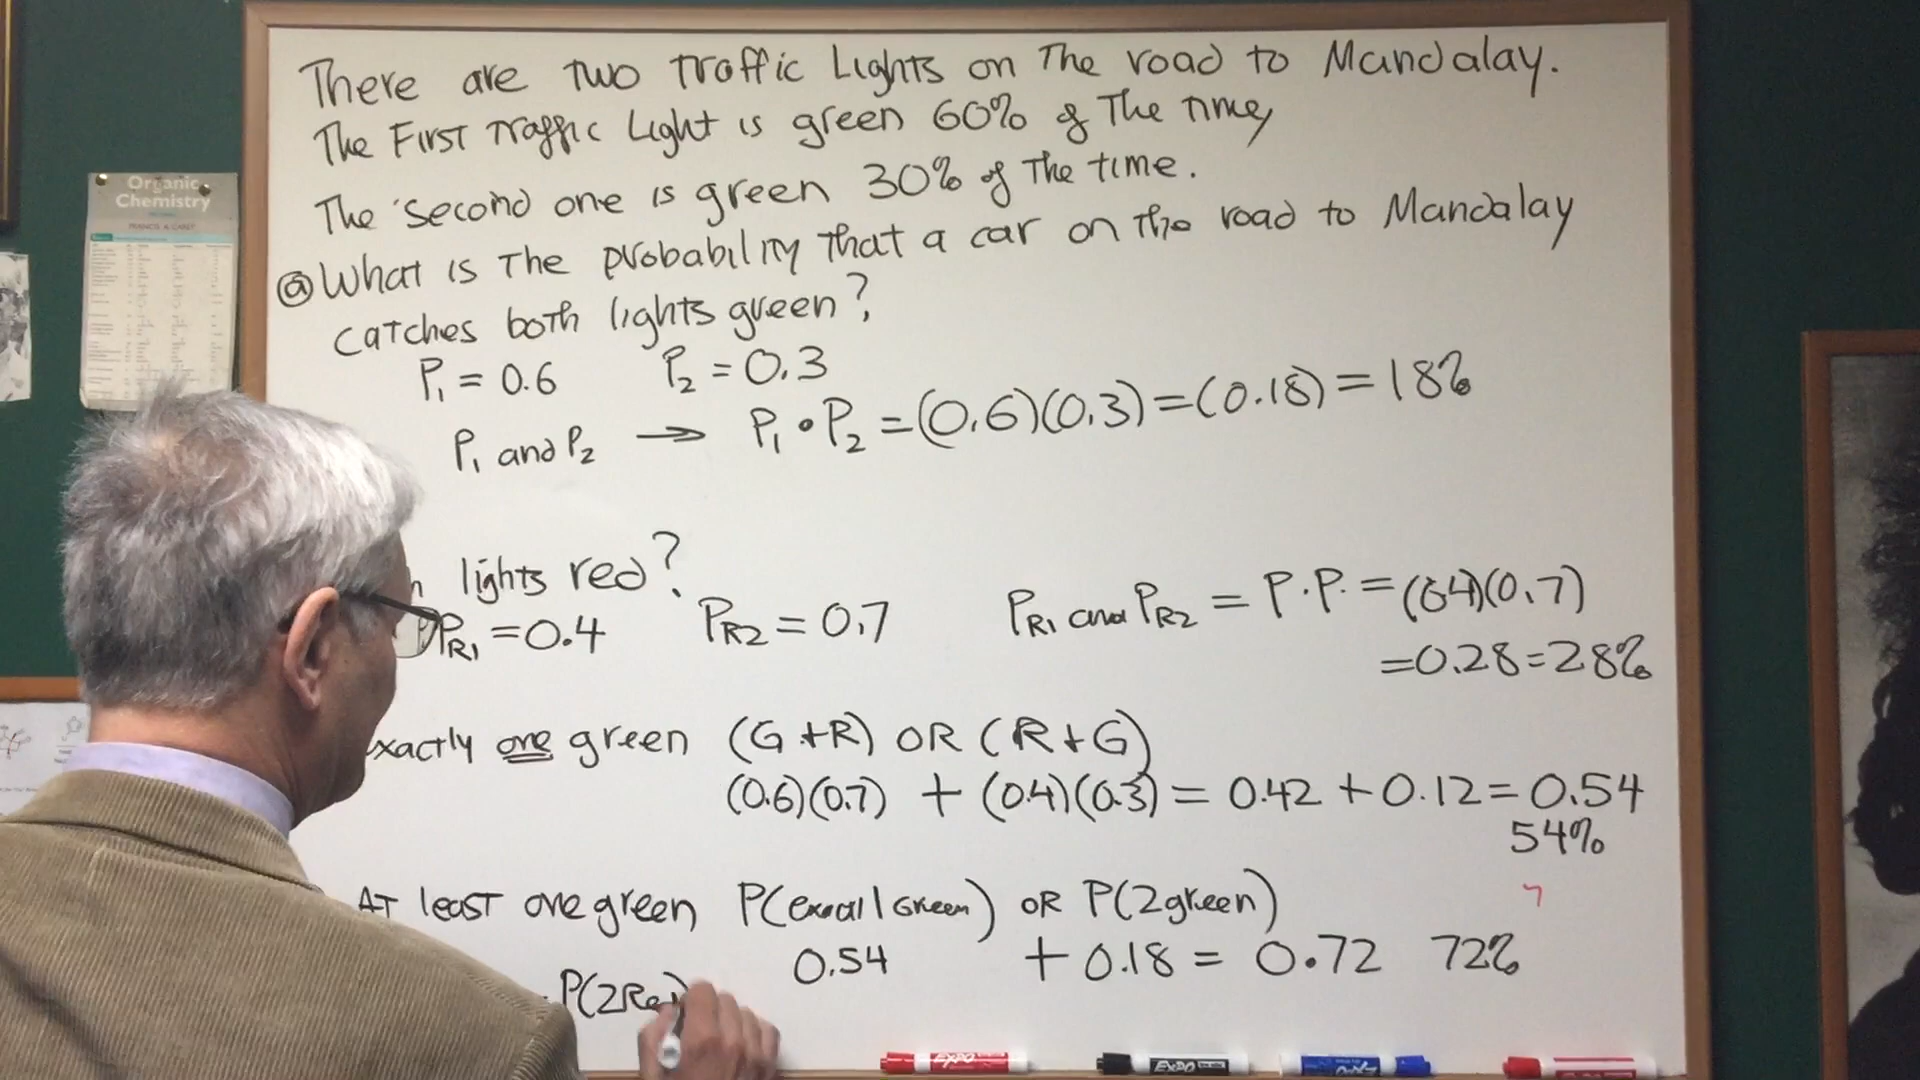 There are two traffic lights on the road to Mandalay.
The first traffic light is green 60% of the time,
The second one is green 30% of the time.
ⓐ What is the probability that a car on the road to Mandalay
catches both lights green?
P₁ = 0.6 P₂ = 0.3
P₁ and P₂ → P₁ • P₂ = (0.6)(0.3) = (0.18) = 18%
lights red?
P_R1 = 0.4 P_R2 = 0.7 P_R1 and P_R2 = P.P. = (0.4)(0.7)
= 0.28 = 28%
xactly one green (G+R) OR (R+G)
(0.6)(0.7) + (0.4)(0.3) = 0.42 + 0.12 = 0.54
54%
At least one green P( 1 Green) OR P(2 green)
0.54 + 0.18 = 0.72 72%
P(2Re
Organic
Chemistry
FRANCIS A. CAREY
EXPO
EXPO